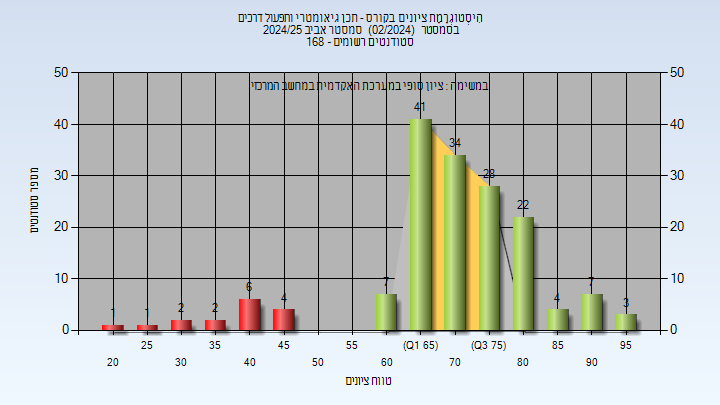 היסטוגרמת ציונים בקורס - תכן גיאומטרי ותפעול דרכים
בסמסטר (02/2024) סמסטר אביב 2024/25
סטודנטים רשומים - 168
במשימה : ציון סופי במערכת האקדמית במחשב המרכזי
50 50
40 40
30 30
20 20
10 10
0 0
מספר סטודנטים
1 1 2 2 6 4 7 41 34 28 22 4 7 3
25 35 45 55 (Q1 65) (Q3 75) 85 95
20 30 40 50 60 70 80 90
טווח ציונים